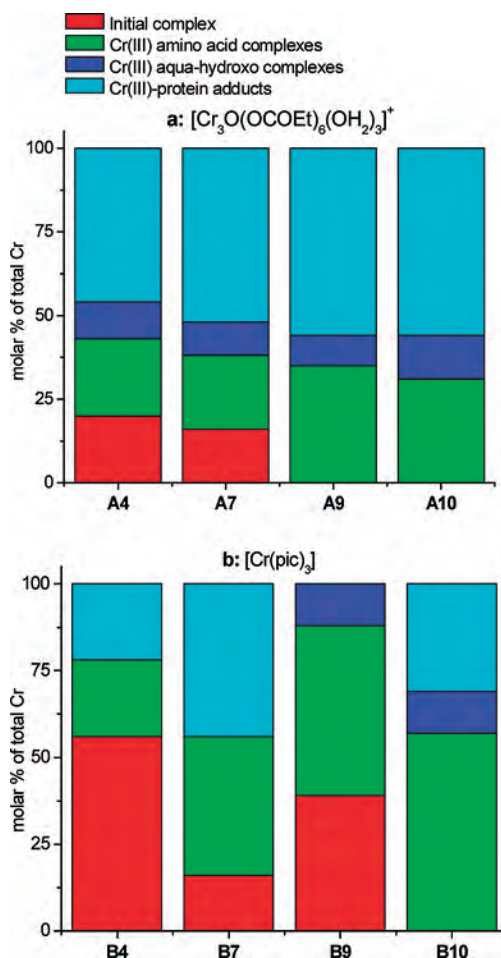 Initial complex
Cr(III) amino acid complexes
Cr(III) aqua-hydroxo complexes
Cr(III)-protein adducts
a: [Cr₃O(OCOEt)₆(OH₂)₃]⁺
100
75
50
25
0
molar % of total Cr
A4 A7 A9 A10
b: [Cr(pic)₃]
100
75
50
25
0
molar % of total Cr
B4 B7 B9 B10